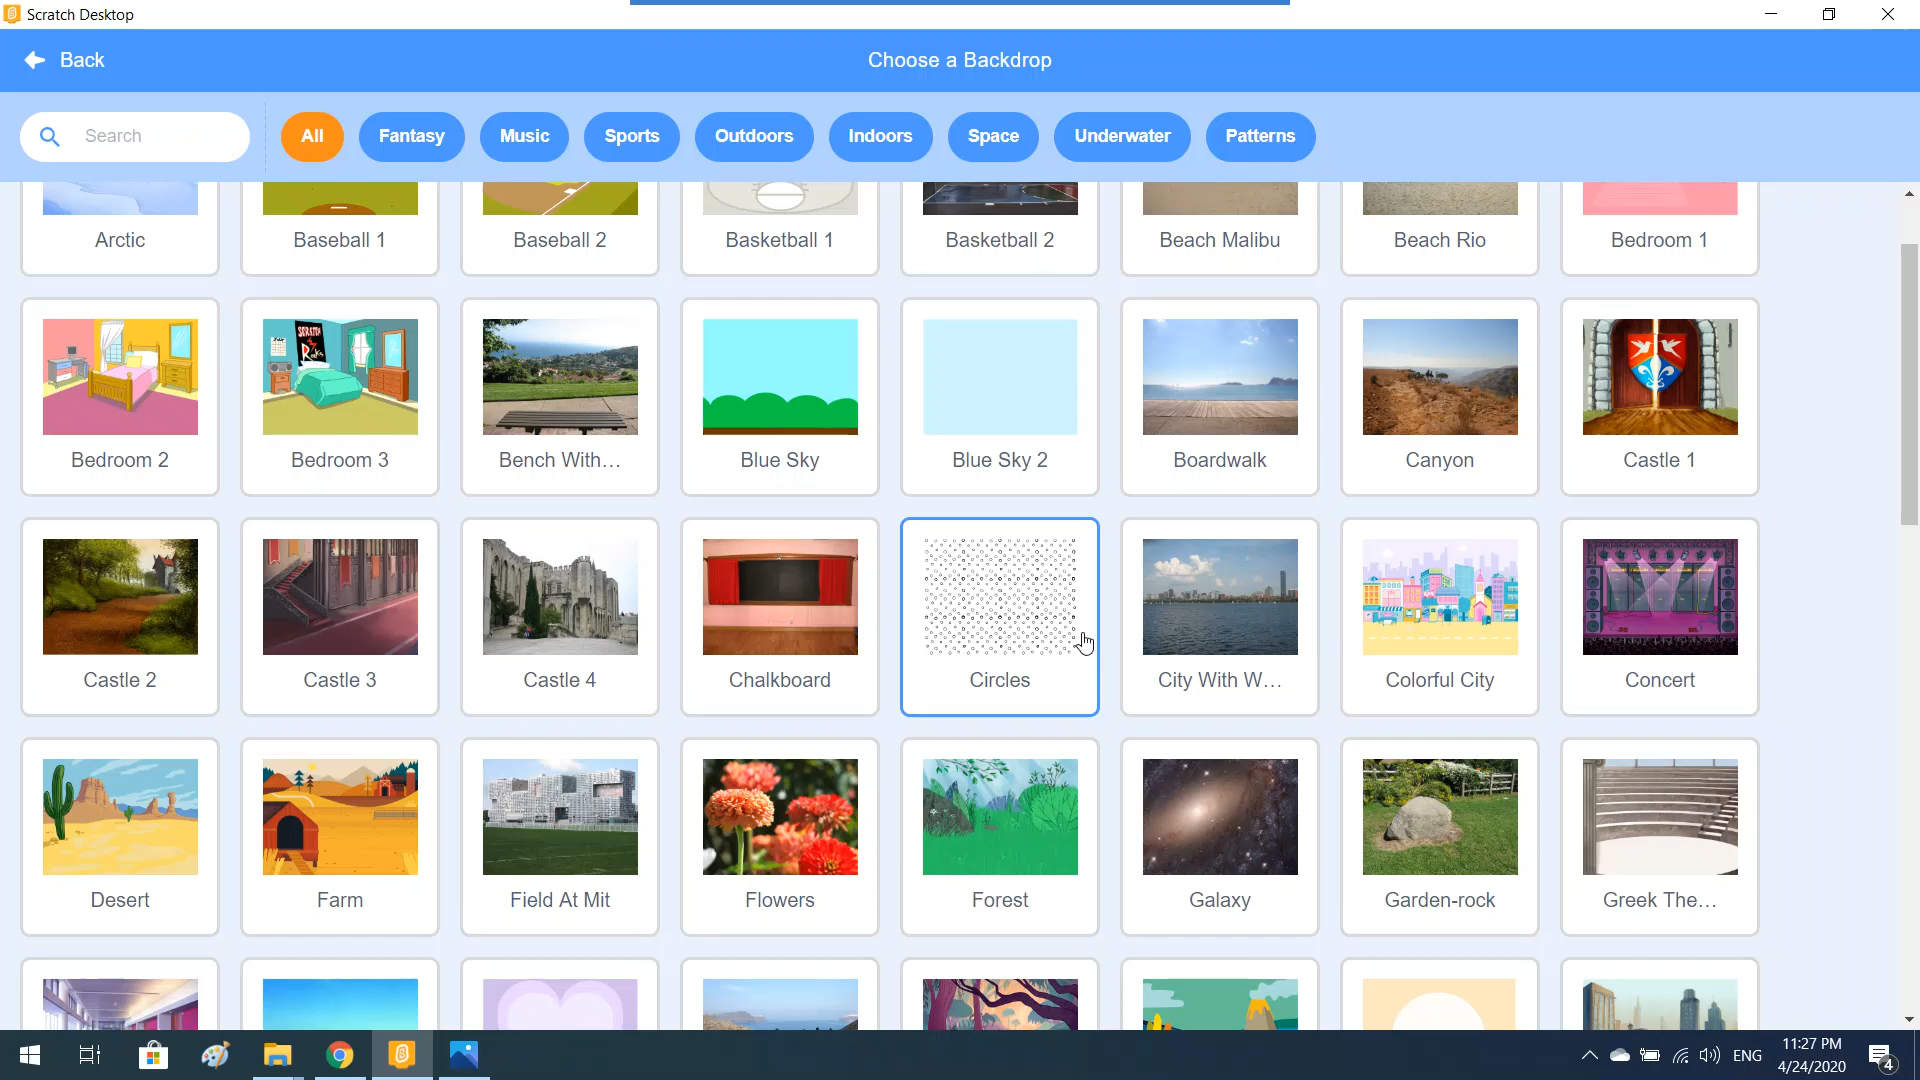 Scratch Desktop
Back
Choose a Backdrop
Search
All
Fantasy
Music
Sports
Outdoors
Indoors
Space
Underwater
Patterns
Arctic
Baseball 1
Baseball 2
Basketball 1
Basketball 2
Beach Malibu
Beach Rio
Bedroom 1
SCRATCH
Rocks
Bedroom 2
Bedroom 3
Bench With...
Blue Sky
Blue Sky 2
Boardwalk
Canyon
Castle 1
Castle 2
Castle 3
Castle 4
Chalkboard
Circles
City With W...
Colorful City
Concert
Desert
Farm
Field At Mit
Flowers
Forest
Galaxy
Garden-rock
Greek The...
ENG
11:27 PM
4/24/2020
4